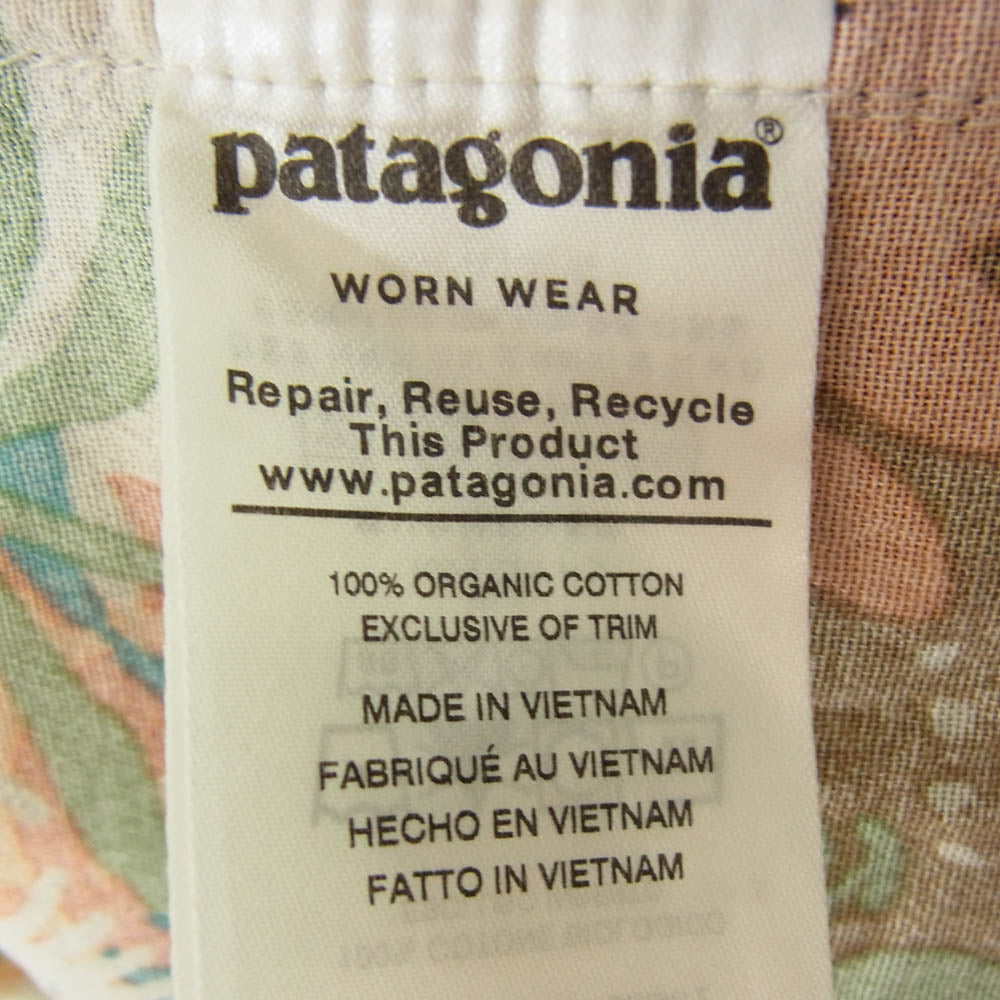 patagonia®
WORN WEAR
Repair, Reuse, Recycle
This Product
www.patagonia.com
100% ORGANIC COTTON
EXCLUSIVE OF TRIM
MADE IN VIETNAM
FABRIQUÉ AU VIETNAM
HECHO EN VIETNAM
FATTO IN VIETNAM